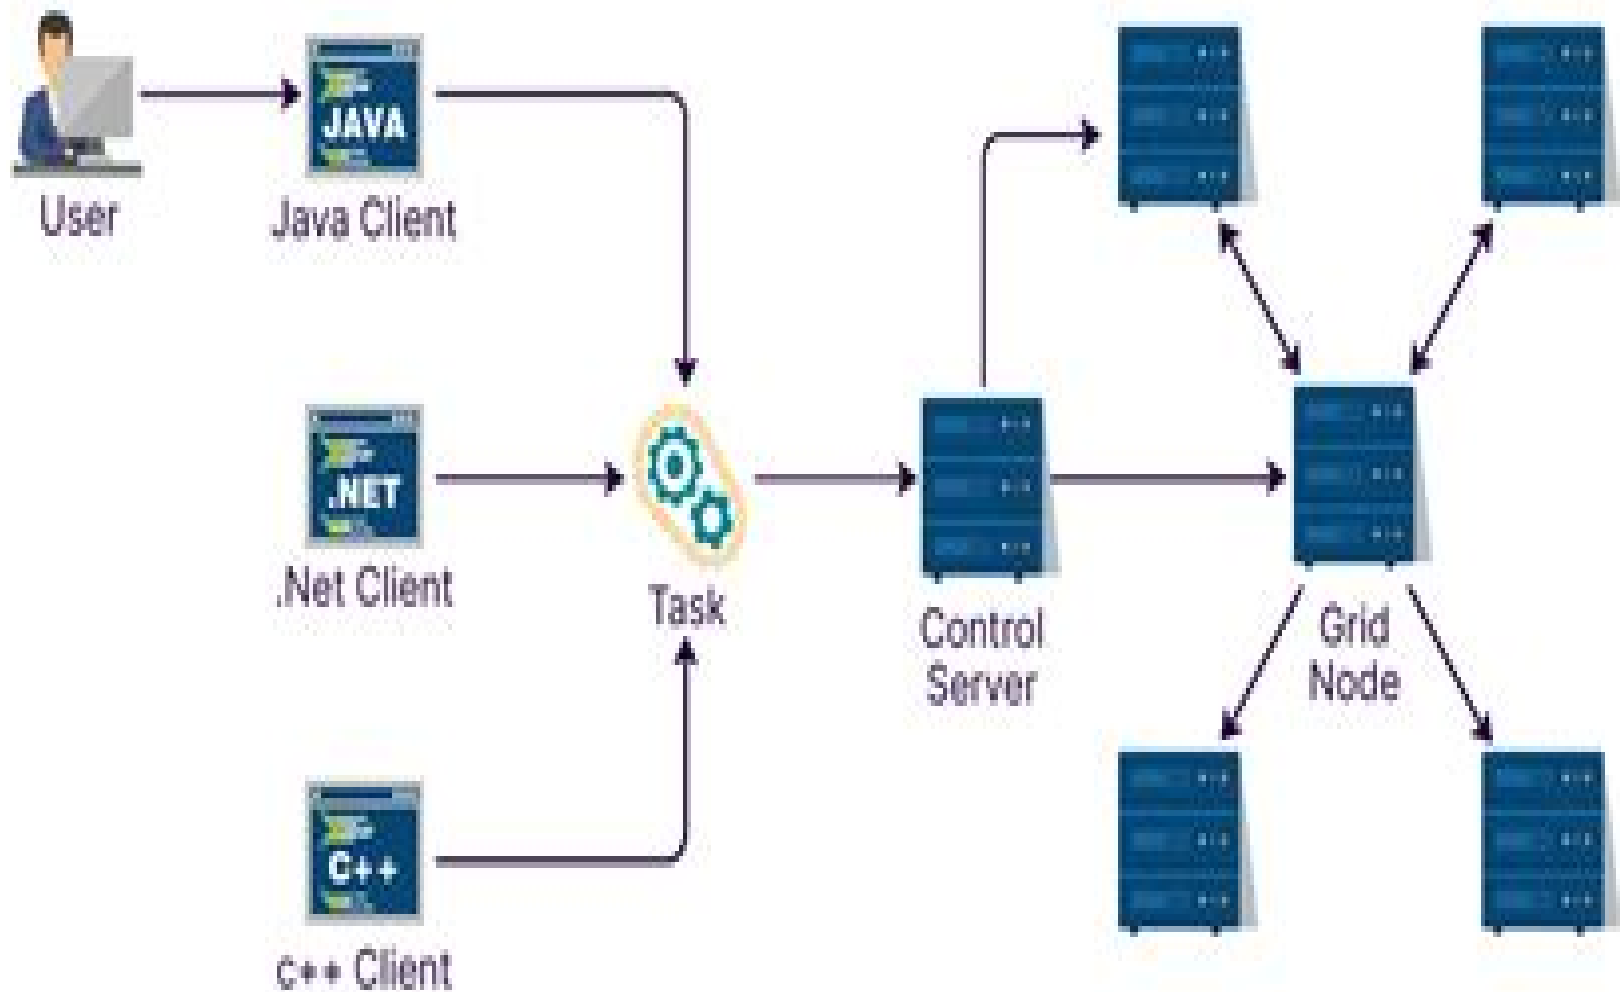 JAVA
User
Java Client
.NET
.Net Client
Task
Control
Server
Grid
Node
C++
c++ Client